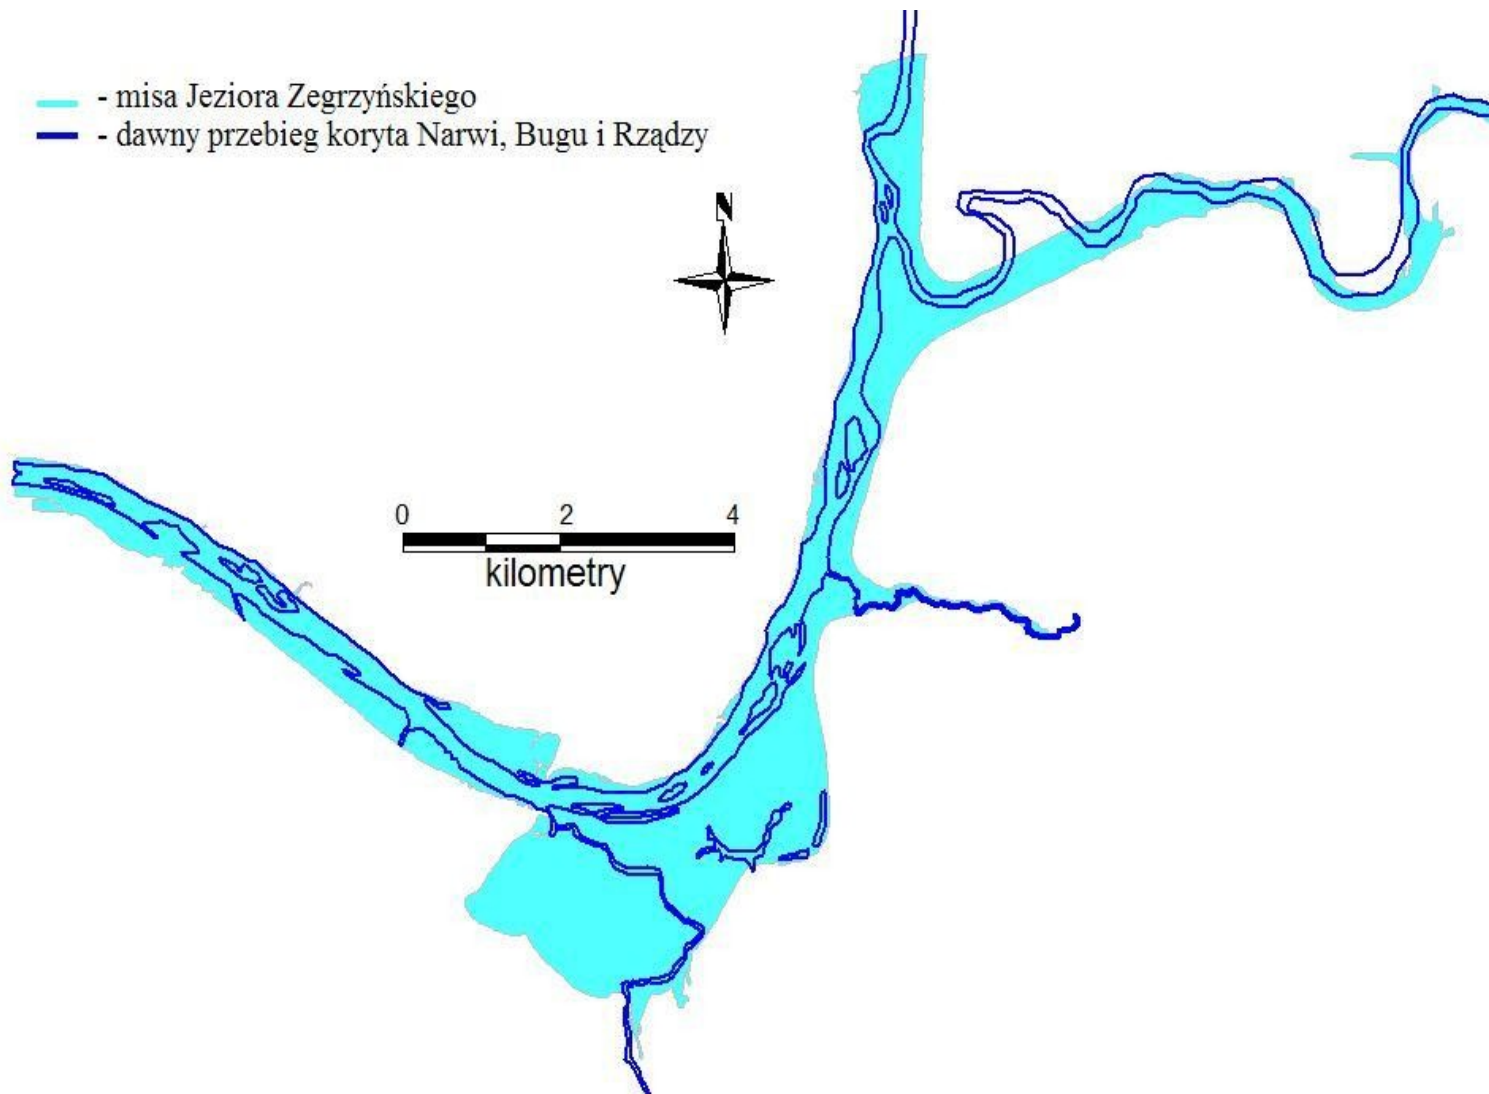 - misa Jeziora Zegrzyńskiego
- dawny przebieg koryta Narwi, Bugu i Rządzy
N
0 2 4
kilometry